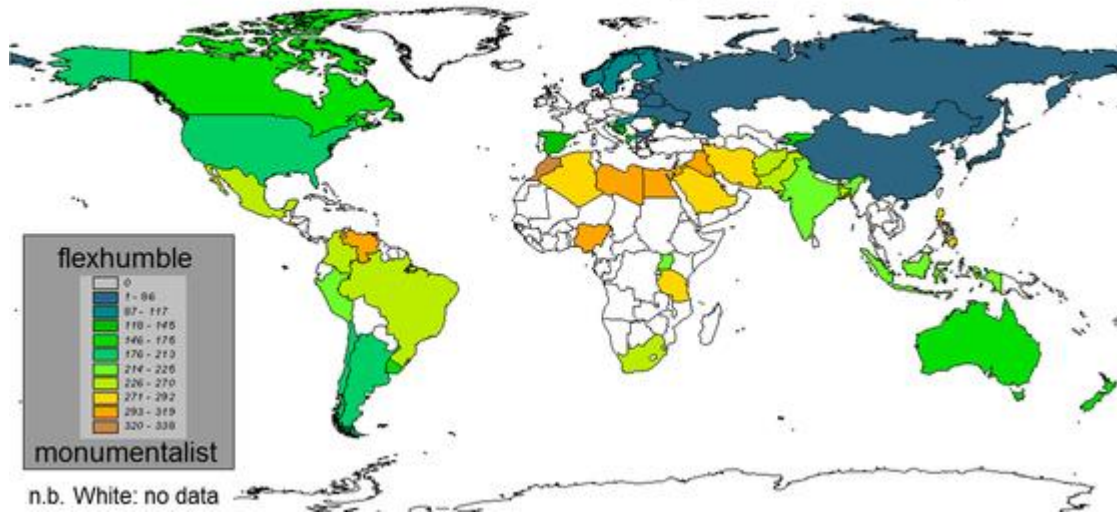 flexhumble
0
1 - 86
87 - 117
118 - 145
146 - 175
176 - 213
214 - 225
226 - 270
271 - 292
293 - 319
320 - 338
monumentalist
n.b. White: no data